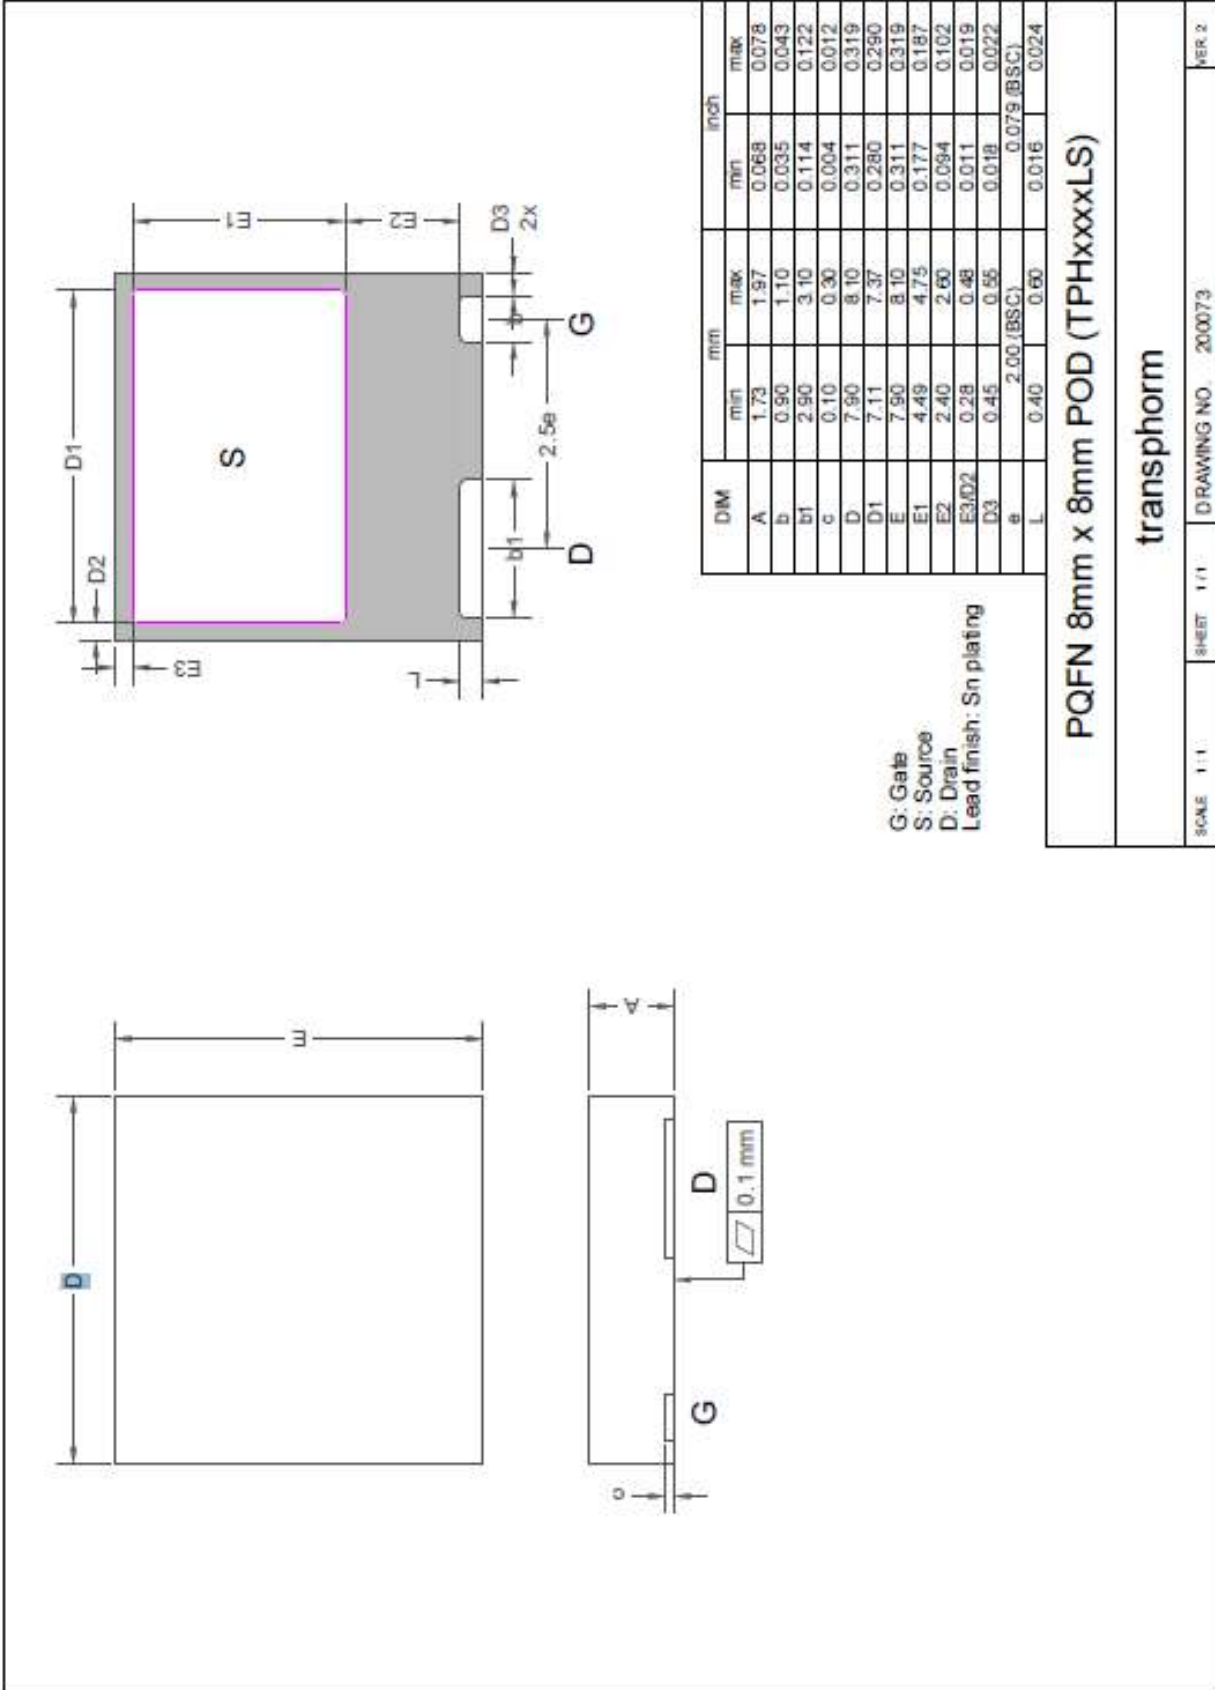 D
E
c
G
D
A
0.1 mm
D1
D2
E3
L
S
E1
E2
D3
2X
b
b1
2.5e
D
G
G: Gate
S: Source
D: Drain
Lead finish: Sn plating
DIM mm inch
min max min max
A 1.73 1.97 0.068 0.078
b 0.90 1.10 0.035 0.043
b1 2.90 3.10 0.114 0.122
c 0.10 0.30 0.004 0.012
D 7.90 8.10 0.311 0.319
D1 7.11 7.37 0.280 0.290
E 7.90 8.10 0.311 0.319
E1 4.49 4.75 0.177 0.187
E2 2.40 2.60 0.094 0.102
E3/D2 0.28 0.48 0.011 0.019
D3 0.45 0.55 0.018 0.022
e 2.00 (BSC) 0.079 (BSC)
L 0.40 0.60 0.016 0.024
PQFN 8mm x 8mm POD (TPHxxxxLS)
transphorm
SCALE 1:1 SHEET 1/1 DRAWING NO. 200073 VER. 2